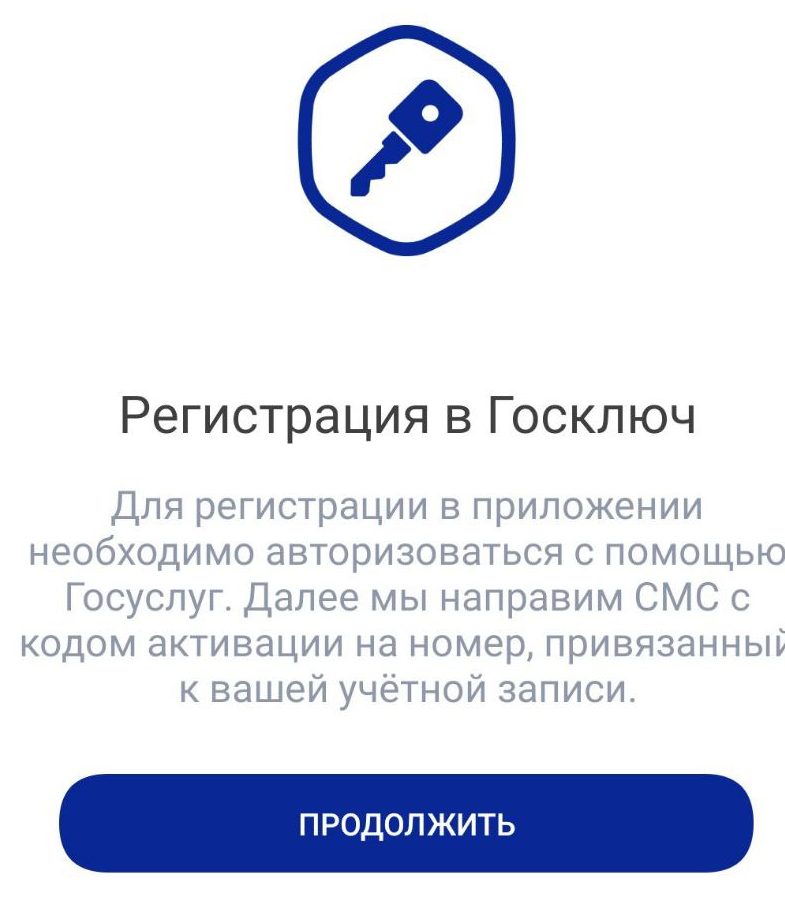 Регистрация в Госключ
Для регистрации в приложении
необходимо авторизоваться с помощью
Госуслуг. Далее мы направим СМС с
кодом активации на номер, привязанный
к вашей учётной записи.
ПРОДОЛЖИТЬ